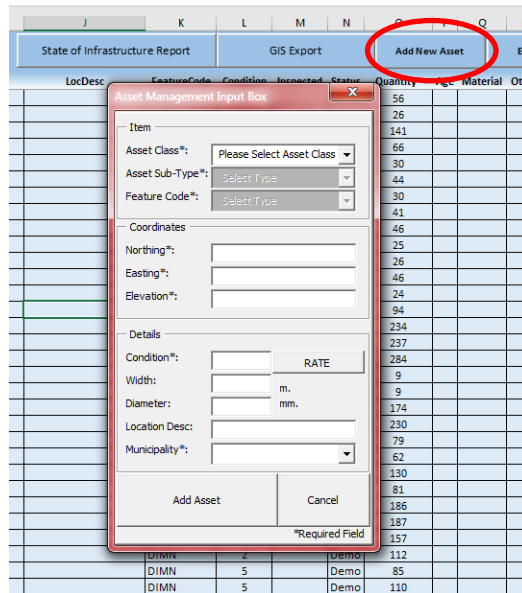 J K L M N Q
State of Infrastructure Report GIS Export Add New Asset
LocDesc FeatureCode Condition Inspected Status Quantity Age Material
Asset Management Input Box X
56
26
Item
141
Asset Class*: Please Select Asset Class
66
30
Asset Sub-Type*: Select Type
44
Feature Code*: Select Type
30
41
Coordinates
46
Northing*:
25
26
Easting*:
46
Elevation*:
24
94
234
Details
237
Condition*: RATE
284
9
Width: m.
9
Diameter: mm.
174
Location Desc:
230
79
Municipality*:
62
130
81
Add Asset Cancel
186
187
*Required Field
157
DIMN 2 Demo 112
DIMN 5 Demo 85
DIMN 5 Demo 110